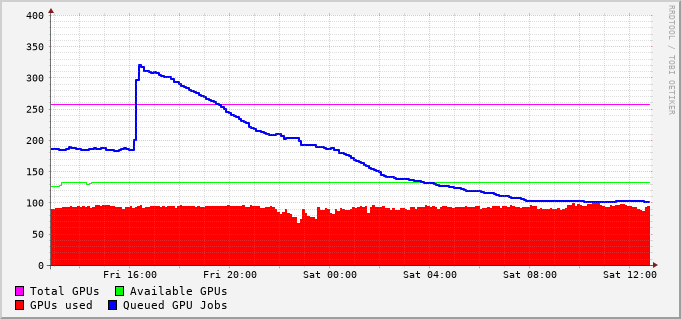 400
350
300
250
200
150
100
50
0
Fri 16:00 Fri 20:00 Sat 00:00 Sat 04:00 Sat 08:00 Sat 12:00
Total GPUs Available GPUs
GPUs used Queued GPU Jobs
RRDTOOL / TOBI OETIKER